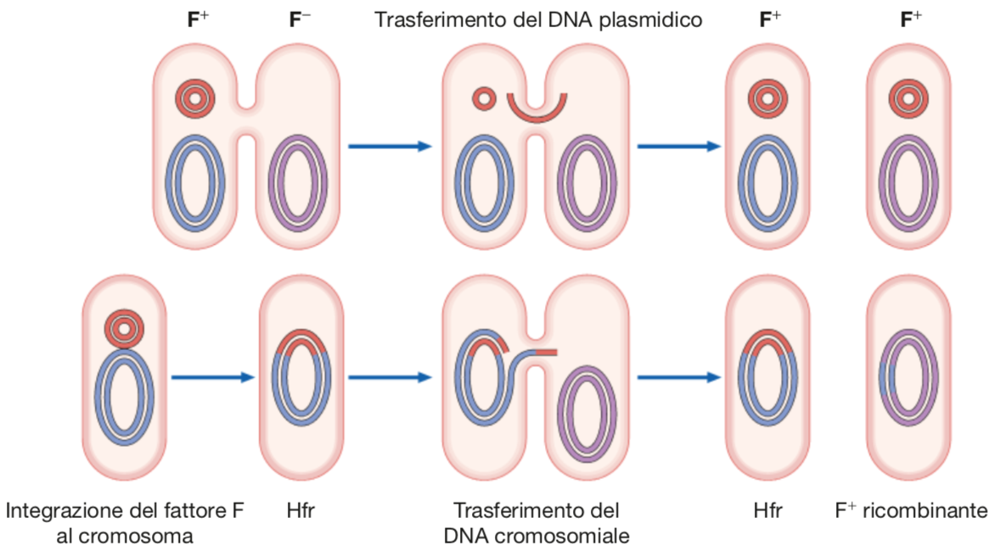 F⁺ F⁻ Trasferimento del DNA plasmidico F⁺ F⁺
Integrazione del fattore F
al cromosoma
Hfr
Trasferimento del
DNA cromosomiale
Hfr
F⁺ ricombinante